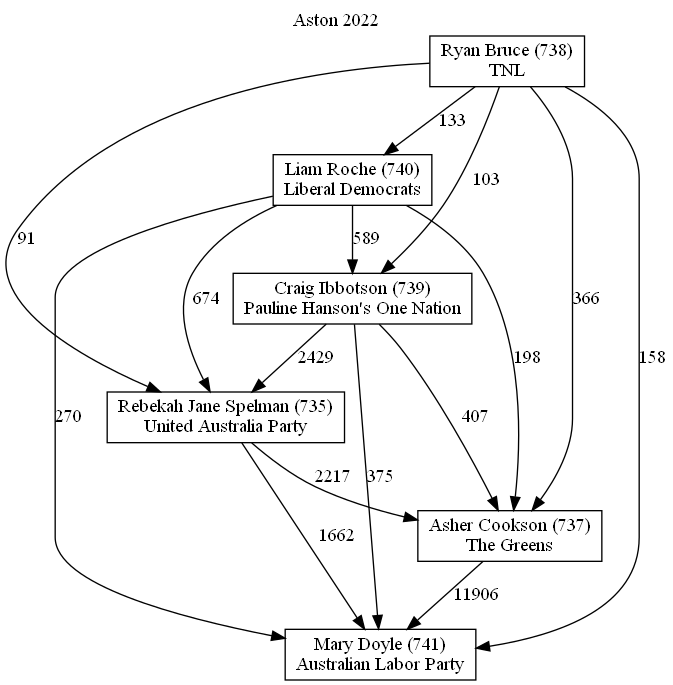 Aston 2022
Ryan Bruce (738)
TNL
133
Liam Roche (740)
Liberal Democrats
103
91
589
Craig Ibbotson (739)
Pauline Hanson's One Nation
674
366
2429
198
158
Rebekah Jane Spelman (735)
United Australia Party
270
407
2217
375
Asher Cookson (737)
The Greens
1662
11906
Mary Doyle (741)
Australian Labor Party